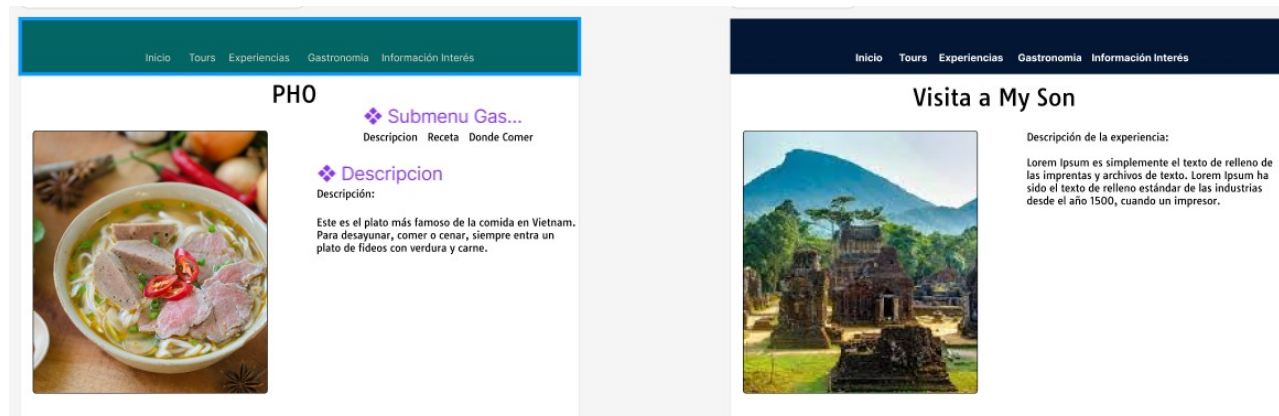 Inicio Tours Experiencias Gastronomia Información Interés
PHO
❖ Submenu Gas...
Descripcion Receta Donde Comer
❖ Descripcion
Descripción:
Este es el plato más famoso de la comida en Vietnam.
Para desayunar, comer o cenar, siempre entra un
plato de fideos con verdura y carne.
Inicio Tours Experiencias Gastronomia Información Interés
Visita a My Son
Descripción de la experiencia:
Lorem Ipsum es simplemente el texto de relleno de
las imprentas y archivos de texto. Lorem Ipsum ha
sido el texto de relleno estándar de las industrias
desde el año 1500, cuando un impresor.